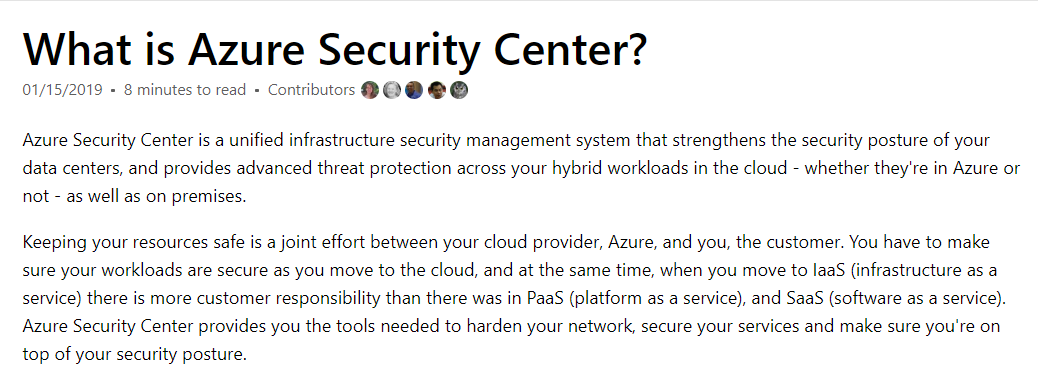 What is Azure Security Center?
01/15/2019 • 8 minutes to read • Contributors
Azure Security Center is a unified infrastructure security management system that strengthens the security posture of your
data centers, and provides advanced threat protection across your hybrid workloads in the cloud - whether they're in Azure or
not - as well as on premises.
Keeping your resources safe is a joint effort between your cloud provider, Azure, and you, the customer. You have to make
sure your workloads are secure as you move to the cloud, and at the same time, when you move to IaaS (infrastructure as a
service) there is more customer responsibility than there was in PaaS (platform as a service), and SaaS (software as a service).
Azure Security Center provides you the tools needed to harden your network, secure your services and make sure you're on
top of your security posture.